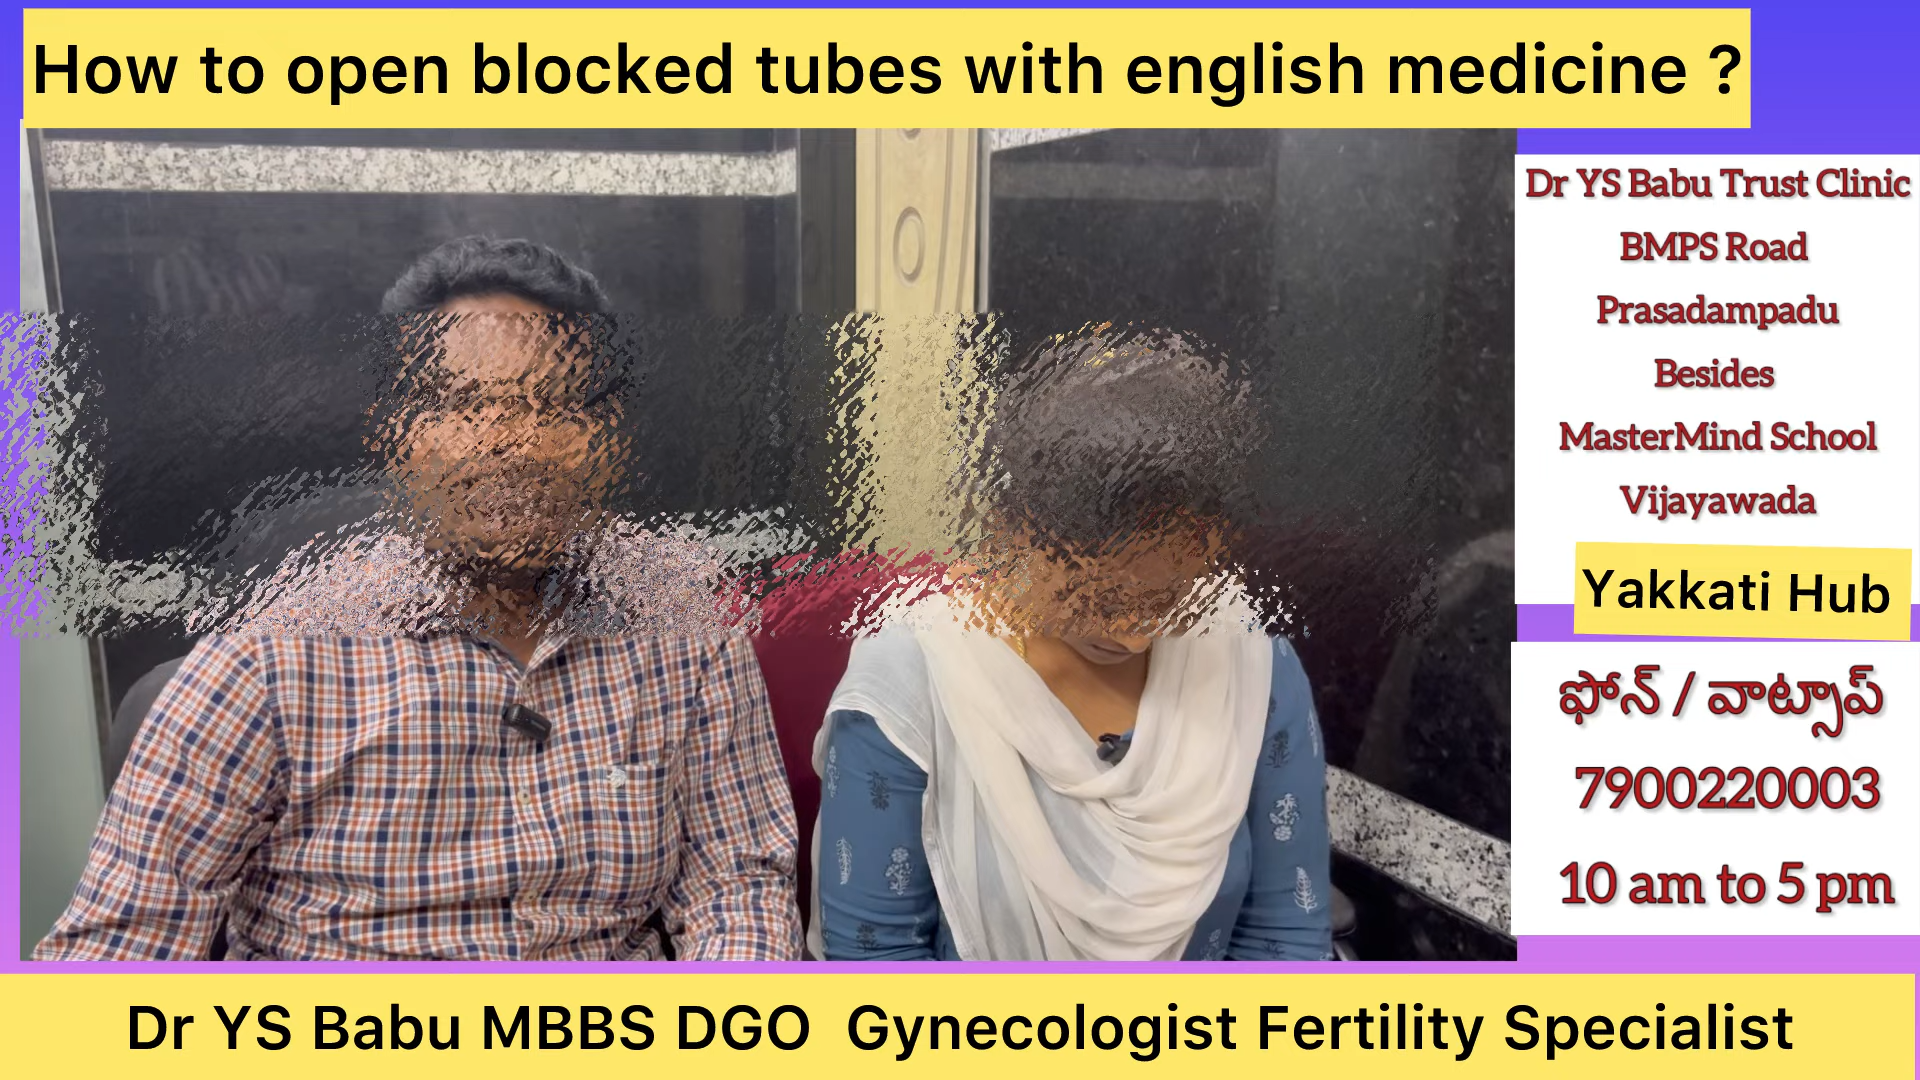 How to open blocked tubes with english medicine ?
Dr YS Babu Trust Clinic
BMPS Road
Prasadampadu
Besides
MasterMind School
Vijayawada
Yakkati Hub
ఫోన్ / వాట్సాప్
7900220003
10 am to 5 pm
Dr YS Babu MBBS DGO Gynecologist Fertility Specialist